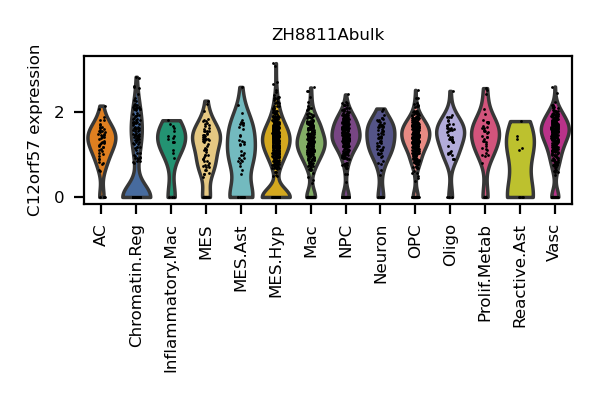 ZH8811Abulk
C12orf57 expression
2
0
AC
Chromatin.Reg
Inflammatory.Mac
MES
MES.Ast
MES.Hyp
Mac
NPC
Neuron
OPC
Oligo
Prolif.Metab
Reactive.Ast
Vasc